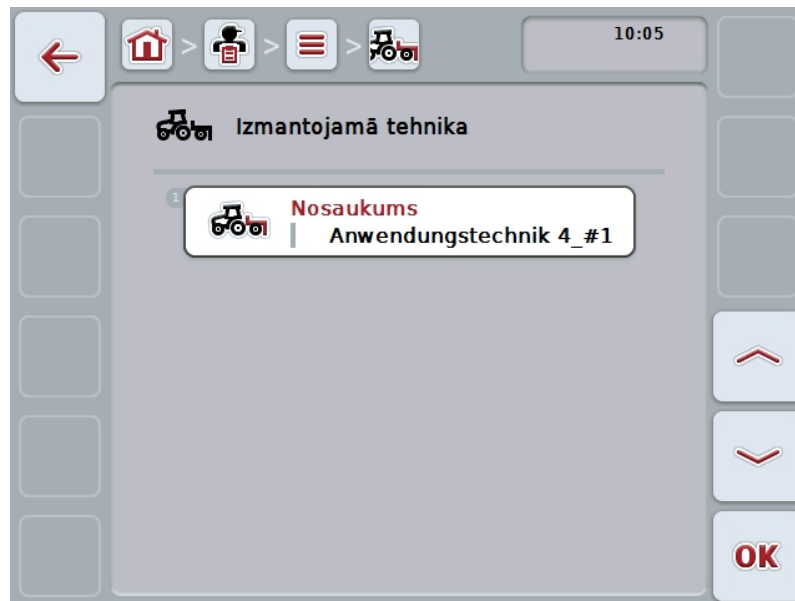 10:05
Izmantojamā tehnika
1
Nosaukums
Anwendungstechnik 4_#1
OK